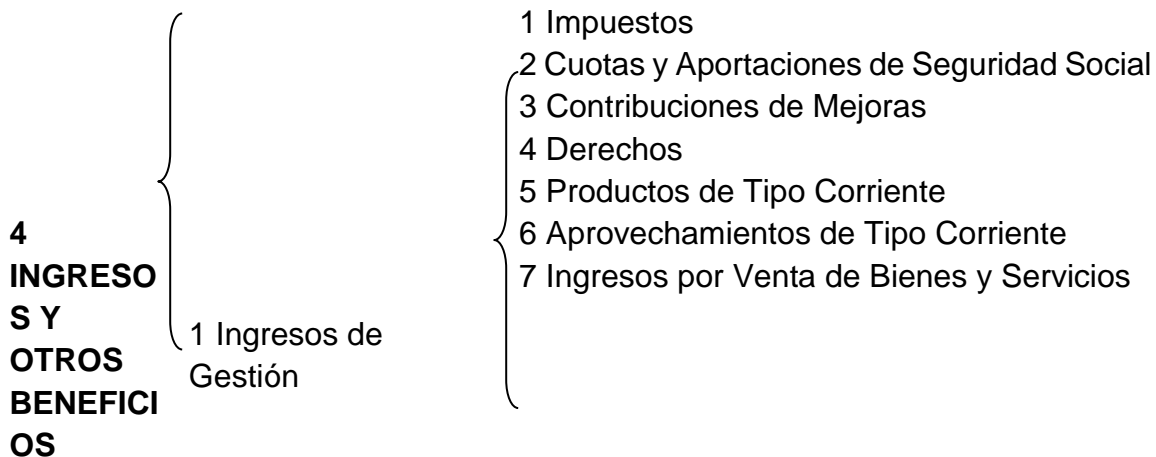 1 Impuestos
2 Cuotas y Aportaciones de Seguridad Social
3 Contribuciones de Mejoras
4 Derechos
5 Productos de Tipo Corriente
6 Aprovechamientos de Tipo Corriente
7 Ingresos por Venta de Bienes y Servicios
4
INGRESO
S Y
OTROS
BENEFICI
OS
1 Ingresos de
Gestión